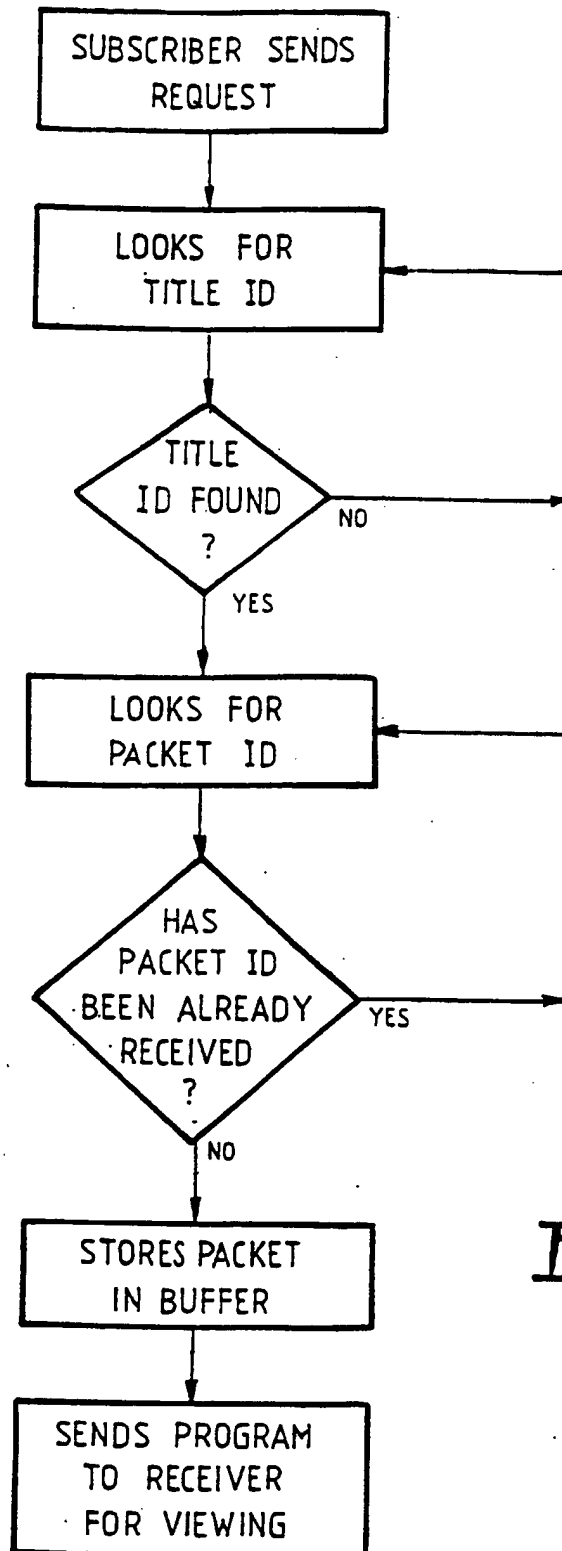 SUBSCRIBER SENDS
REQUEST
LOOKS FOR
TITLE ID
TITLE
ID FOUND
?
NO
YES
LOOKS FOR
PACKET ID
HAS
PACKET ID
BEEN ALREADY
RECEIVED
?
YES
NO
STORES PACKET
IN BUFFER
SENDS PROGRAM
TO RECEIVER
FOR VIEWING